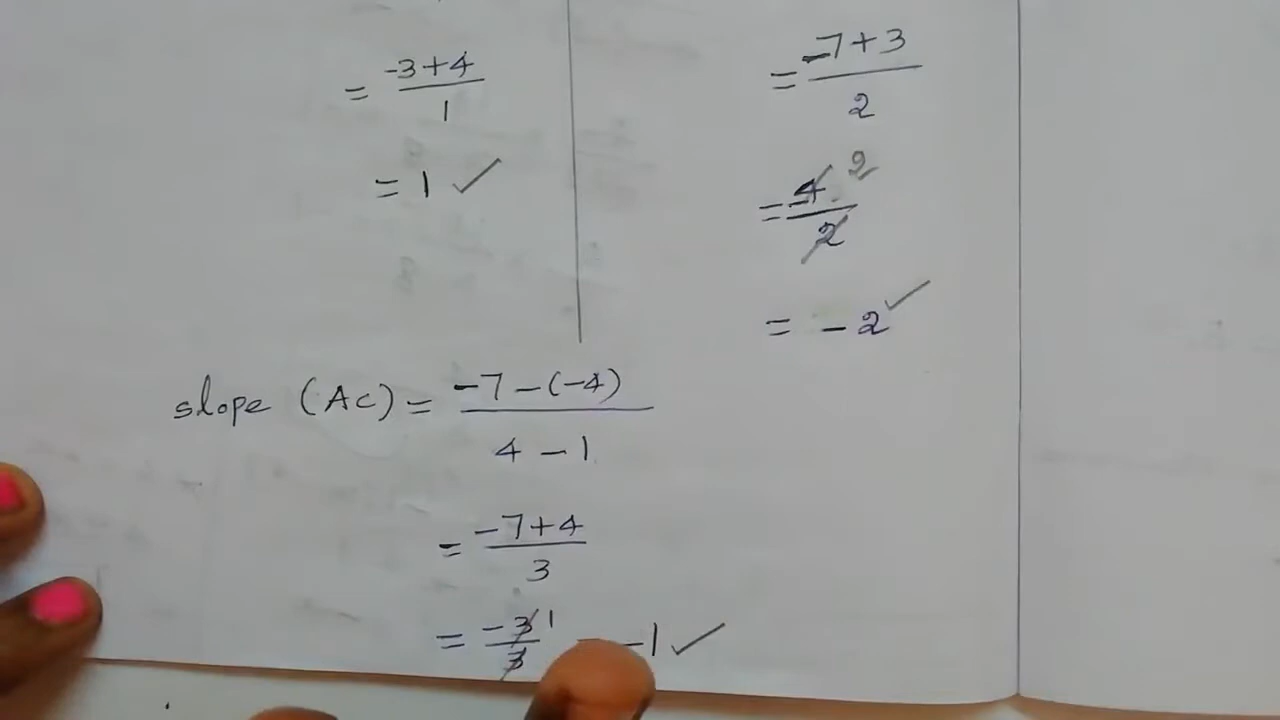 = -3+4/1
= 1 ✓
= -7+3/2
= -4/2 2
= -2 ✓
slope (AC) = -7-(-4)/4-1
= -7+4/3
= -3/3 1 = -1 ✓